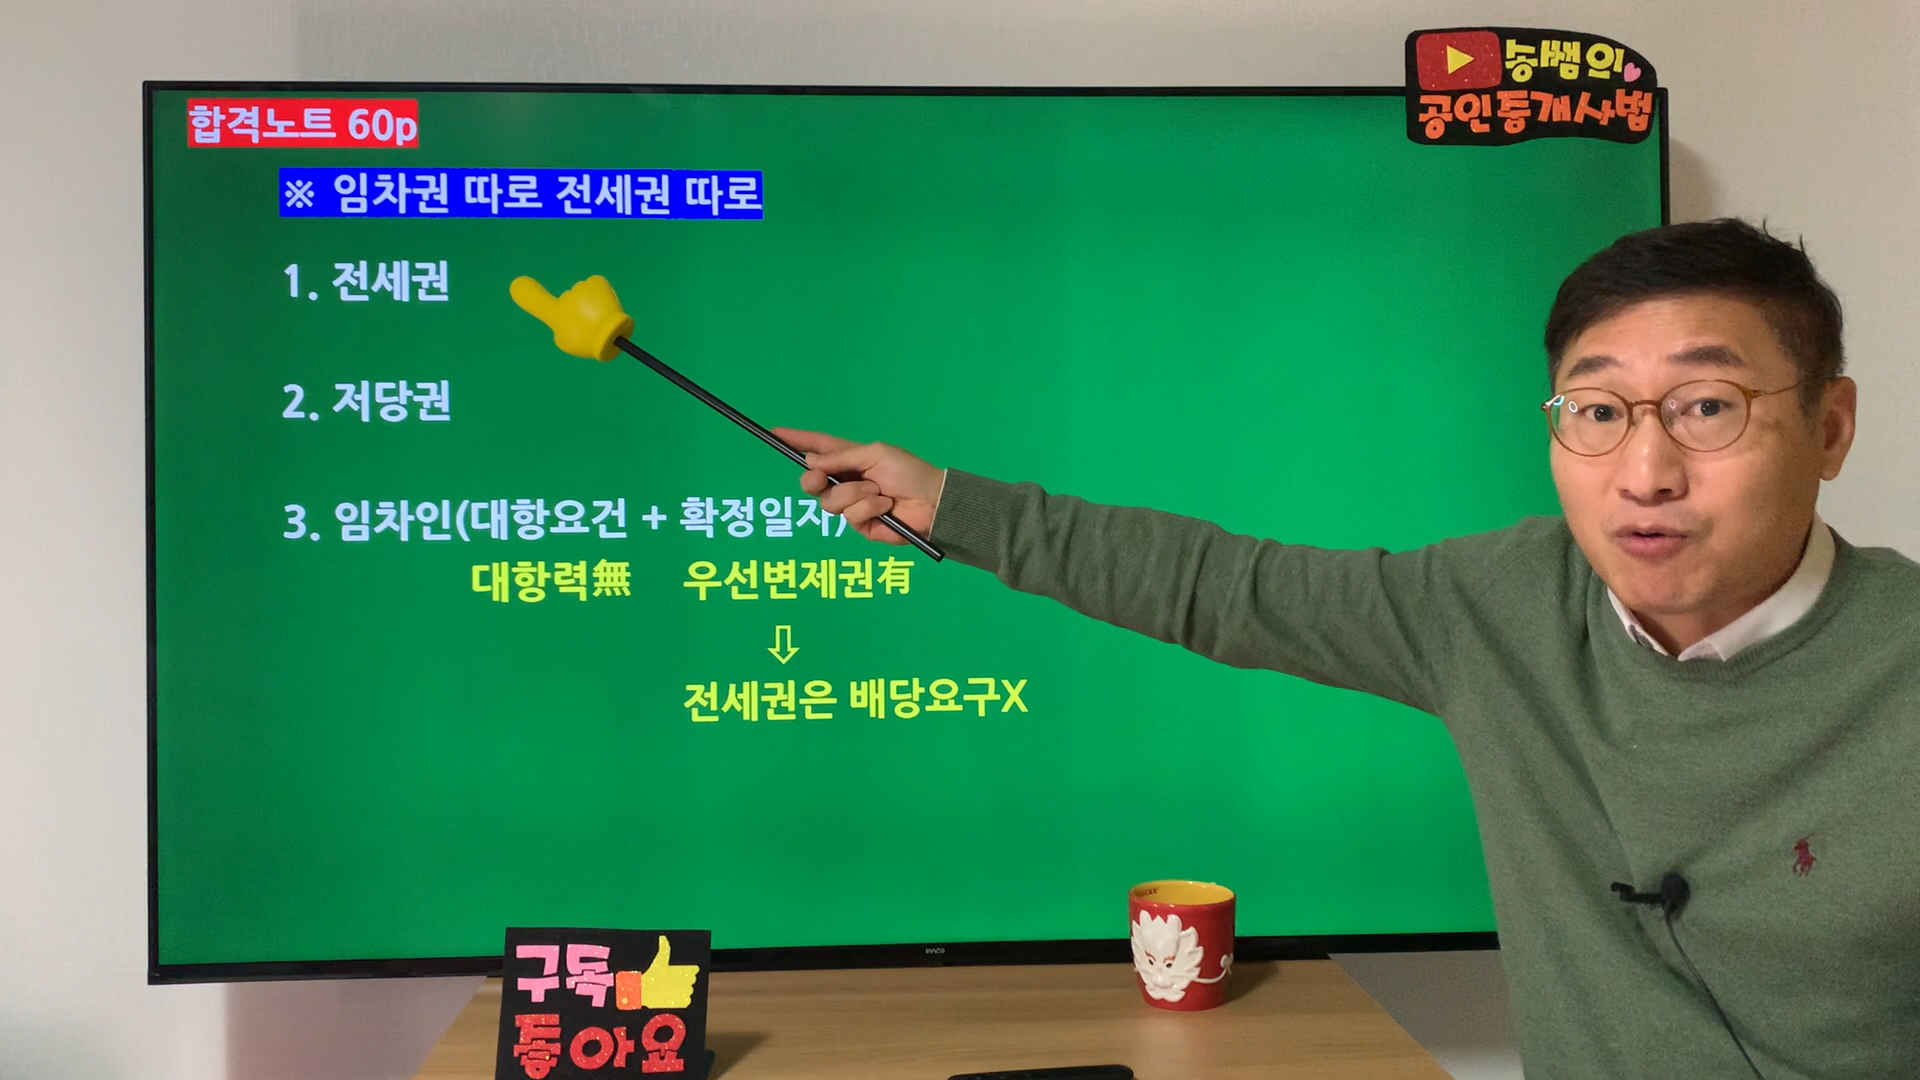 송쌤의
공인중개사법
합격노트 60p
※ 임차권 따로 전세권 따로
1. 전세권
2. 저당권
3. 임차인(대항요건 + 확정일자)
대항력無 우선변제권有
⇩
전세권은 배당요구X
구독
좋아요